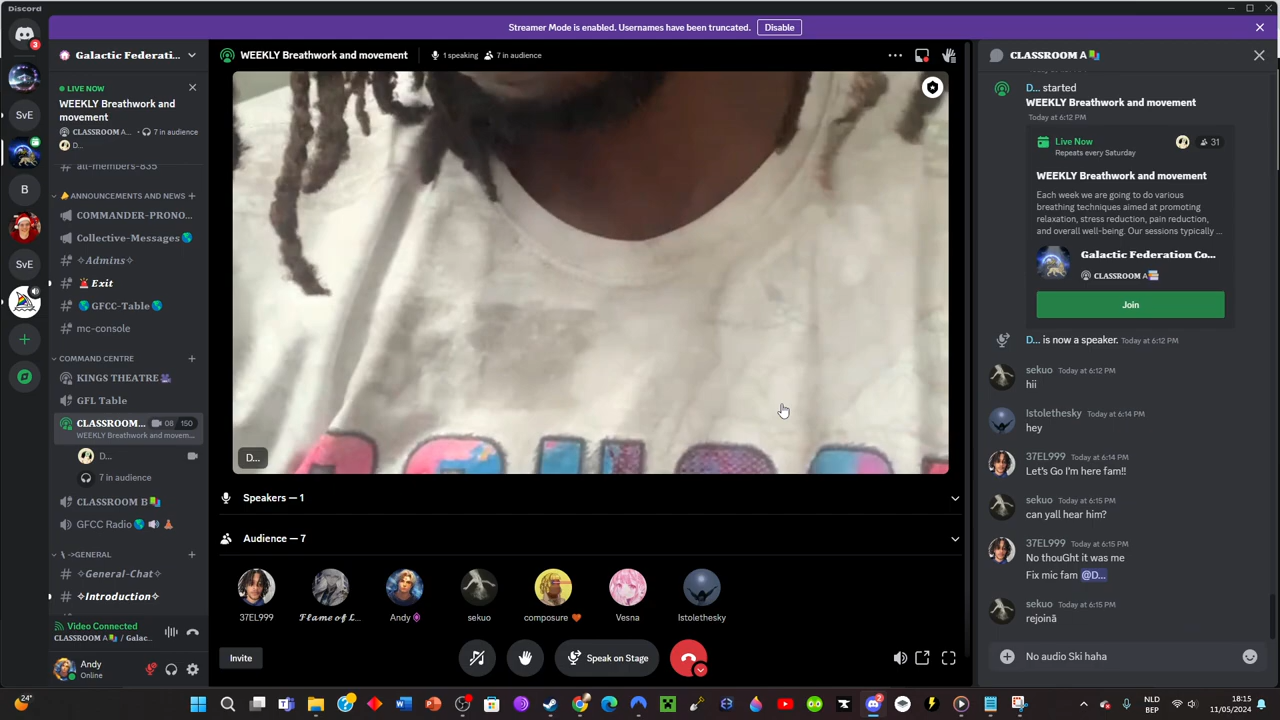 Discord
Streamer Mode is enabled. Usernames have been truncated.
Disable
3
Galactic Federati...
LIVE NOW
WEEKLY Breathwork and
movement
CLASSROOM A... • 7 in audience
D...
all-members-835
ANNOUNCEMENTS AND NEWS
COMMANDER-PRONO...
Collective-Messages
✧Admins✧
Exit
GFCC-Table
mc-console
COMMAND CENTRE
KINGS THEATRE
GFL Table
CLASSROOM... 08 150
WEEKLY Breathwork and movem...
D...
7 in audience
CLASSROOM B
GFCC Radio
\ ->GENERAL
✧General-Chat✧
✧Introduction✧
Video Connected
CLASSROOM A / Galac...
Andy
Online
SvE
B
SvE
WEEKLY Breathwork and movement
1 speaking 7 in audience
D...
Speakers — 1
Audience — 7
37EL999
Flame of L...
Andy
sekuo
composure
Vesna
Istolethesky
Invite
Speak on Stage
CLASSROOM A
D... started
WEEKLY Breathwork and movement
Today at 6:12 PM
Live Now
Repeats every Saturday
31
WEEKLY Breathwork and movement
Each week we are going to do various
breathing techniques aimed at promoting
relaxation, stress reduction, pain reduction,
and overall well-being. Our sessions typically ...
Galactic Federation Co...
CLASSROOM A
Join
D... is now a speaker. Today at 6:12 PM
sekuo Today at 6:12 PM
hii
Istolethesky Today at 6:14 PM
hey
37EL999 Today at 6:14 PM
Let's Go I'm here fam!!
sekuo Today at 6:15 PM
can yall hear him?
37EL999 Today at 6:15 PM
No thouGht it was me
Fix mic fam @D...
sekuo Today at 6:15 PM
rejoinā
No audio Ski haha
24°
2
NLD
BEP
18:15
11/05/2024